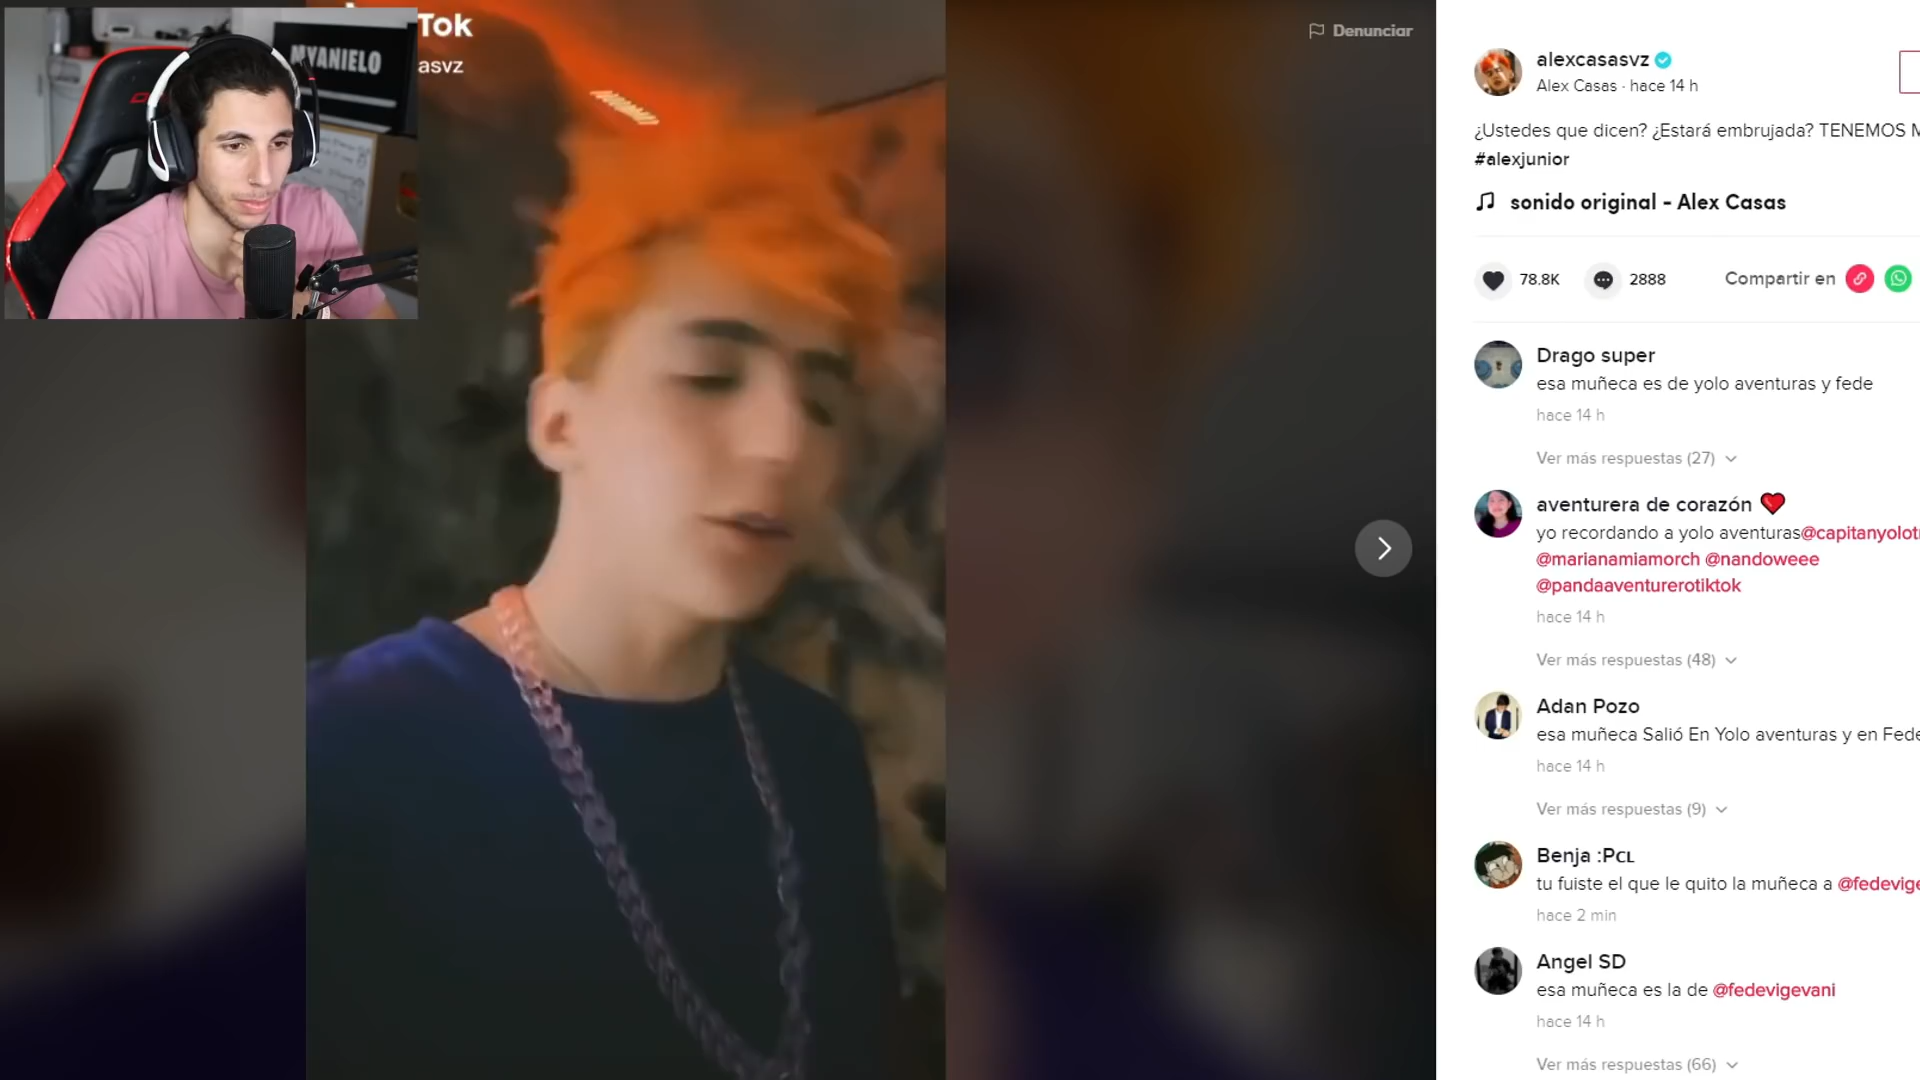 MYANIELO
Tok
asvz
Denunciar
alexcasasvz
Alex Casas · hace 14 h
¿Ustedes que dicen? ¿Estará embrujada? TENEMOS M
#alexjunior
sonido original - Alex Casas
78.8K
2888
Compartir en
Drago super
esa muñeca es de yolo aventuras y fede
hace 14 h
Ver más respuestas (27)
aventurera de corazón ❤️
yo recordando a yolo aventuras@capitanyolot
@marianamiamorch @nandoweee
@pandaaventurerotiktok
hace 14 h
Ver más respuestas (48)
Adan Pozo
esa muñeca Salió En Yolo aventuras y en Fede
hace 14 h
Ver más respuestas (9)
Benja :Pᴄʟ
tu fuiste el que le quito la muñeca a @fedevige
hace 2 min
Angel SD
esa muñeca es la de @fedevigevani
hace 14 h
Ver más respuestas (66)